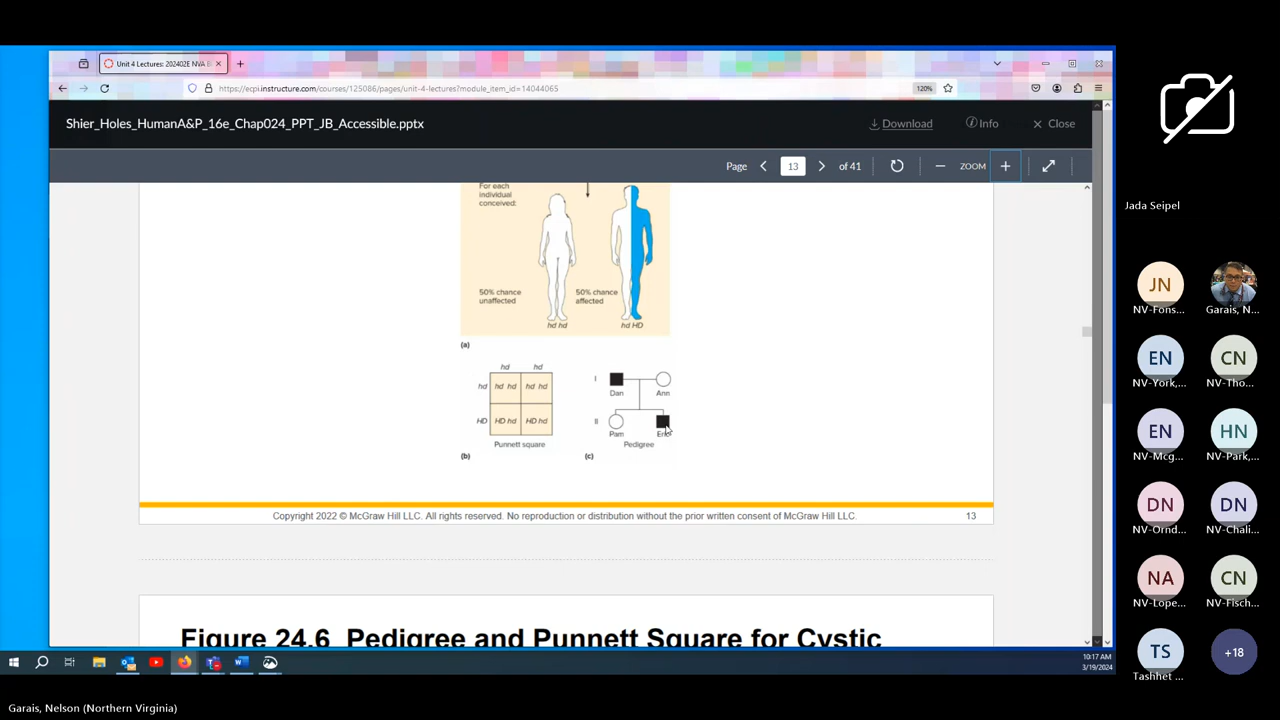 Unit 4 Lectures: 202402E NVA B
https://ecpi.instructure.com/courses/125086/pages/unit-4-lectures?module_item_id=14044065
120%
Shier_Holes_HumanA&P_16e_Chap024_PPT_JB_Accessible.pptx
Download
Info
Close
Page
13
of 41
ZOOM
For each
individual
conceived:
50% chance
unaffected
50% chance
affected
hd hd
hd HD
(a)
hd hd
hd hd hd hd hd
HD HD hd HD hd
Punnett square
(b)
I
Dan Ann
II
Pam
Pedigree
(c)
Copyright 2022 © McGraw Hill LLC. All rights reserved. No reproduction or distribution without the prior written consent of McGraw Hill LLC.
13
Figure 24.6 Pedigree and Punnett Square for Cystic
10:17 AM
3/19/2024
Jada Seipel
JN
NV-Fons...
Garais, N...
EN
NV-York,...
CN
NV-Tho...
EN
NV-Mcg...
HN
NV-Park,...
DN
NV-Ornd...
DN
NV-Chali...
NA
NV-Lope...
CN
NV-Fisch...
TS
Tashhet ...
+18
Garais, Nelson (Northern Virginia)